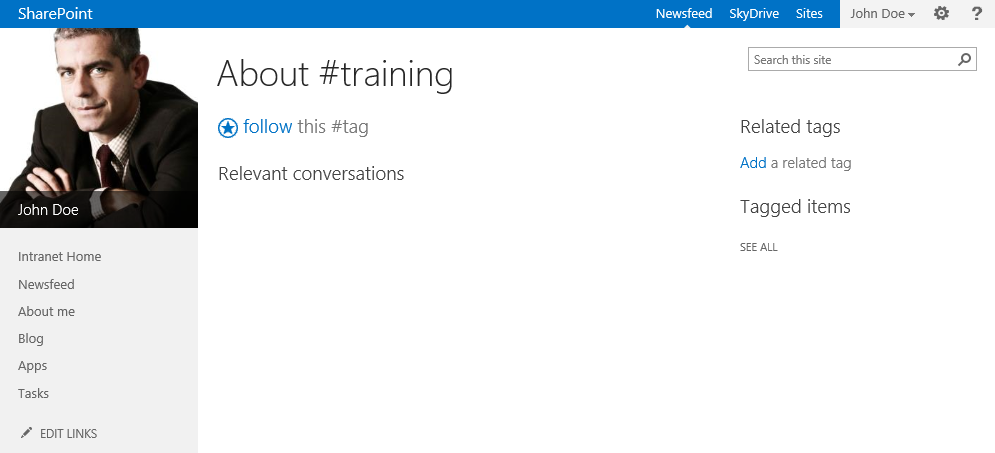 SharePoint
Newsfeed SkyDrive Sites John Doe ?
About #training
Search this site
follow this #tag
Relevant conversations
Related tags
Add a related tag
Tagged items
SEE ALL
John Doe
Intranet Home
Newsfeed
About me
Blog
Apps
Tasks
EDIT LINKS